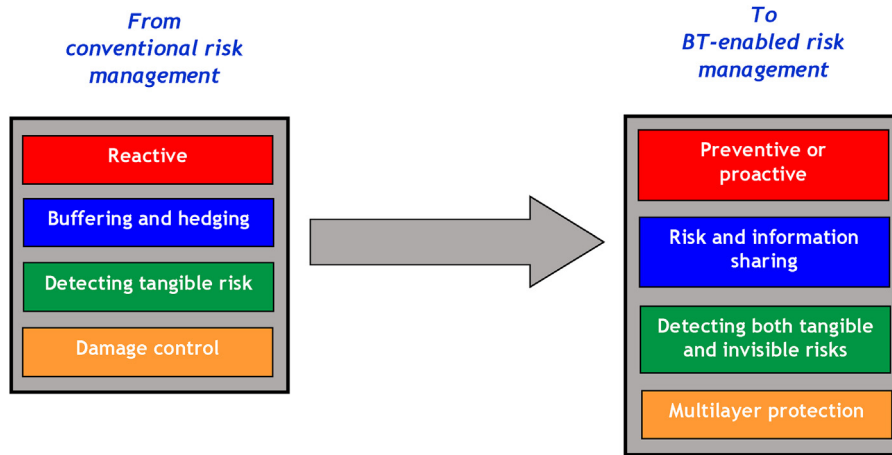 From
conventional risk
management
To
BT-enabled risk
management
Reactive
Buffering and hedging
Detecting tangible risk
Damage control
Preventive or
proactive
Risk and information
sharing
Detecting both tangible
and invisible risks
Multilayer protection